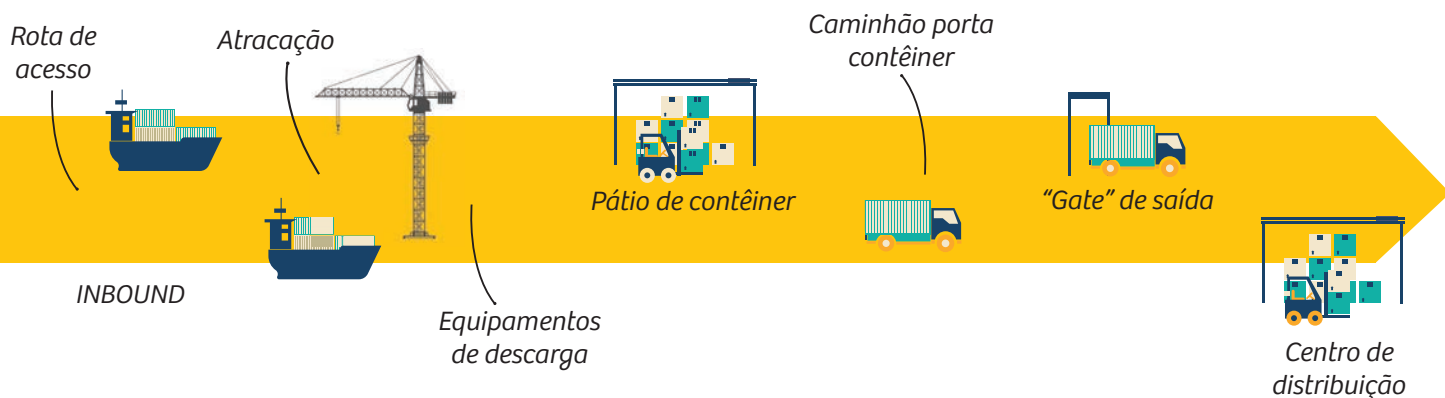 Rota de
acesso
Atracação
Caminhão porta
contêiner
Pátio de contêiner
“Gate” de saída
INBOUND
Equipamentos
de descarga
Centro de
distribuição